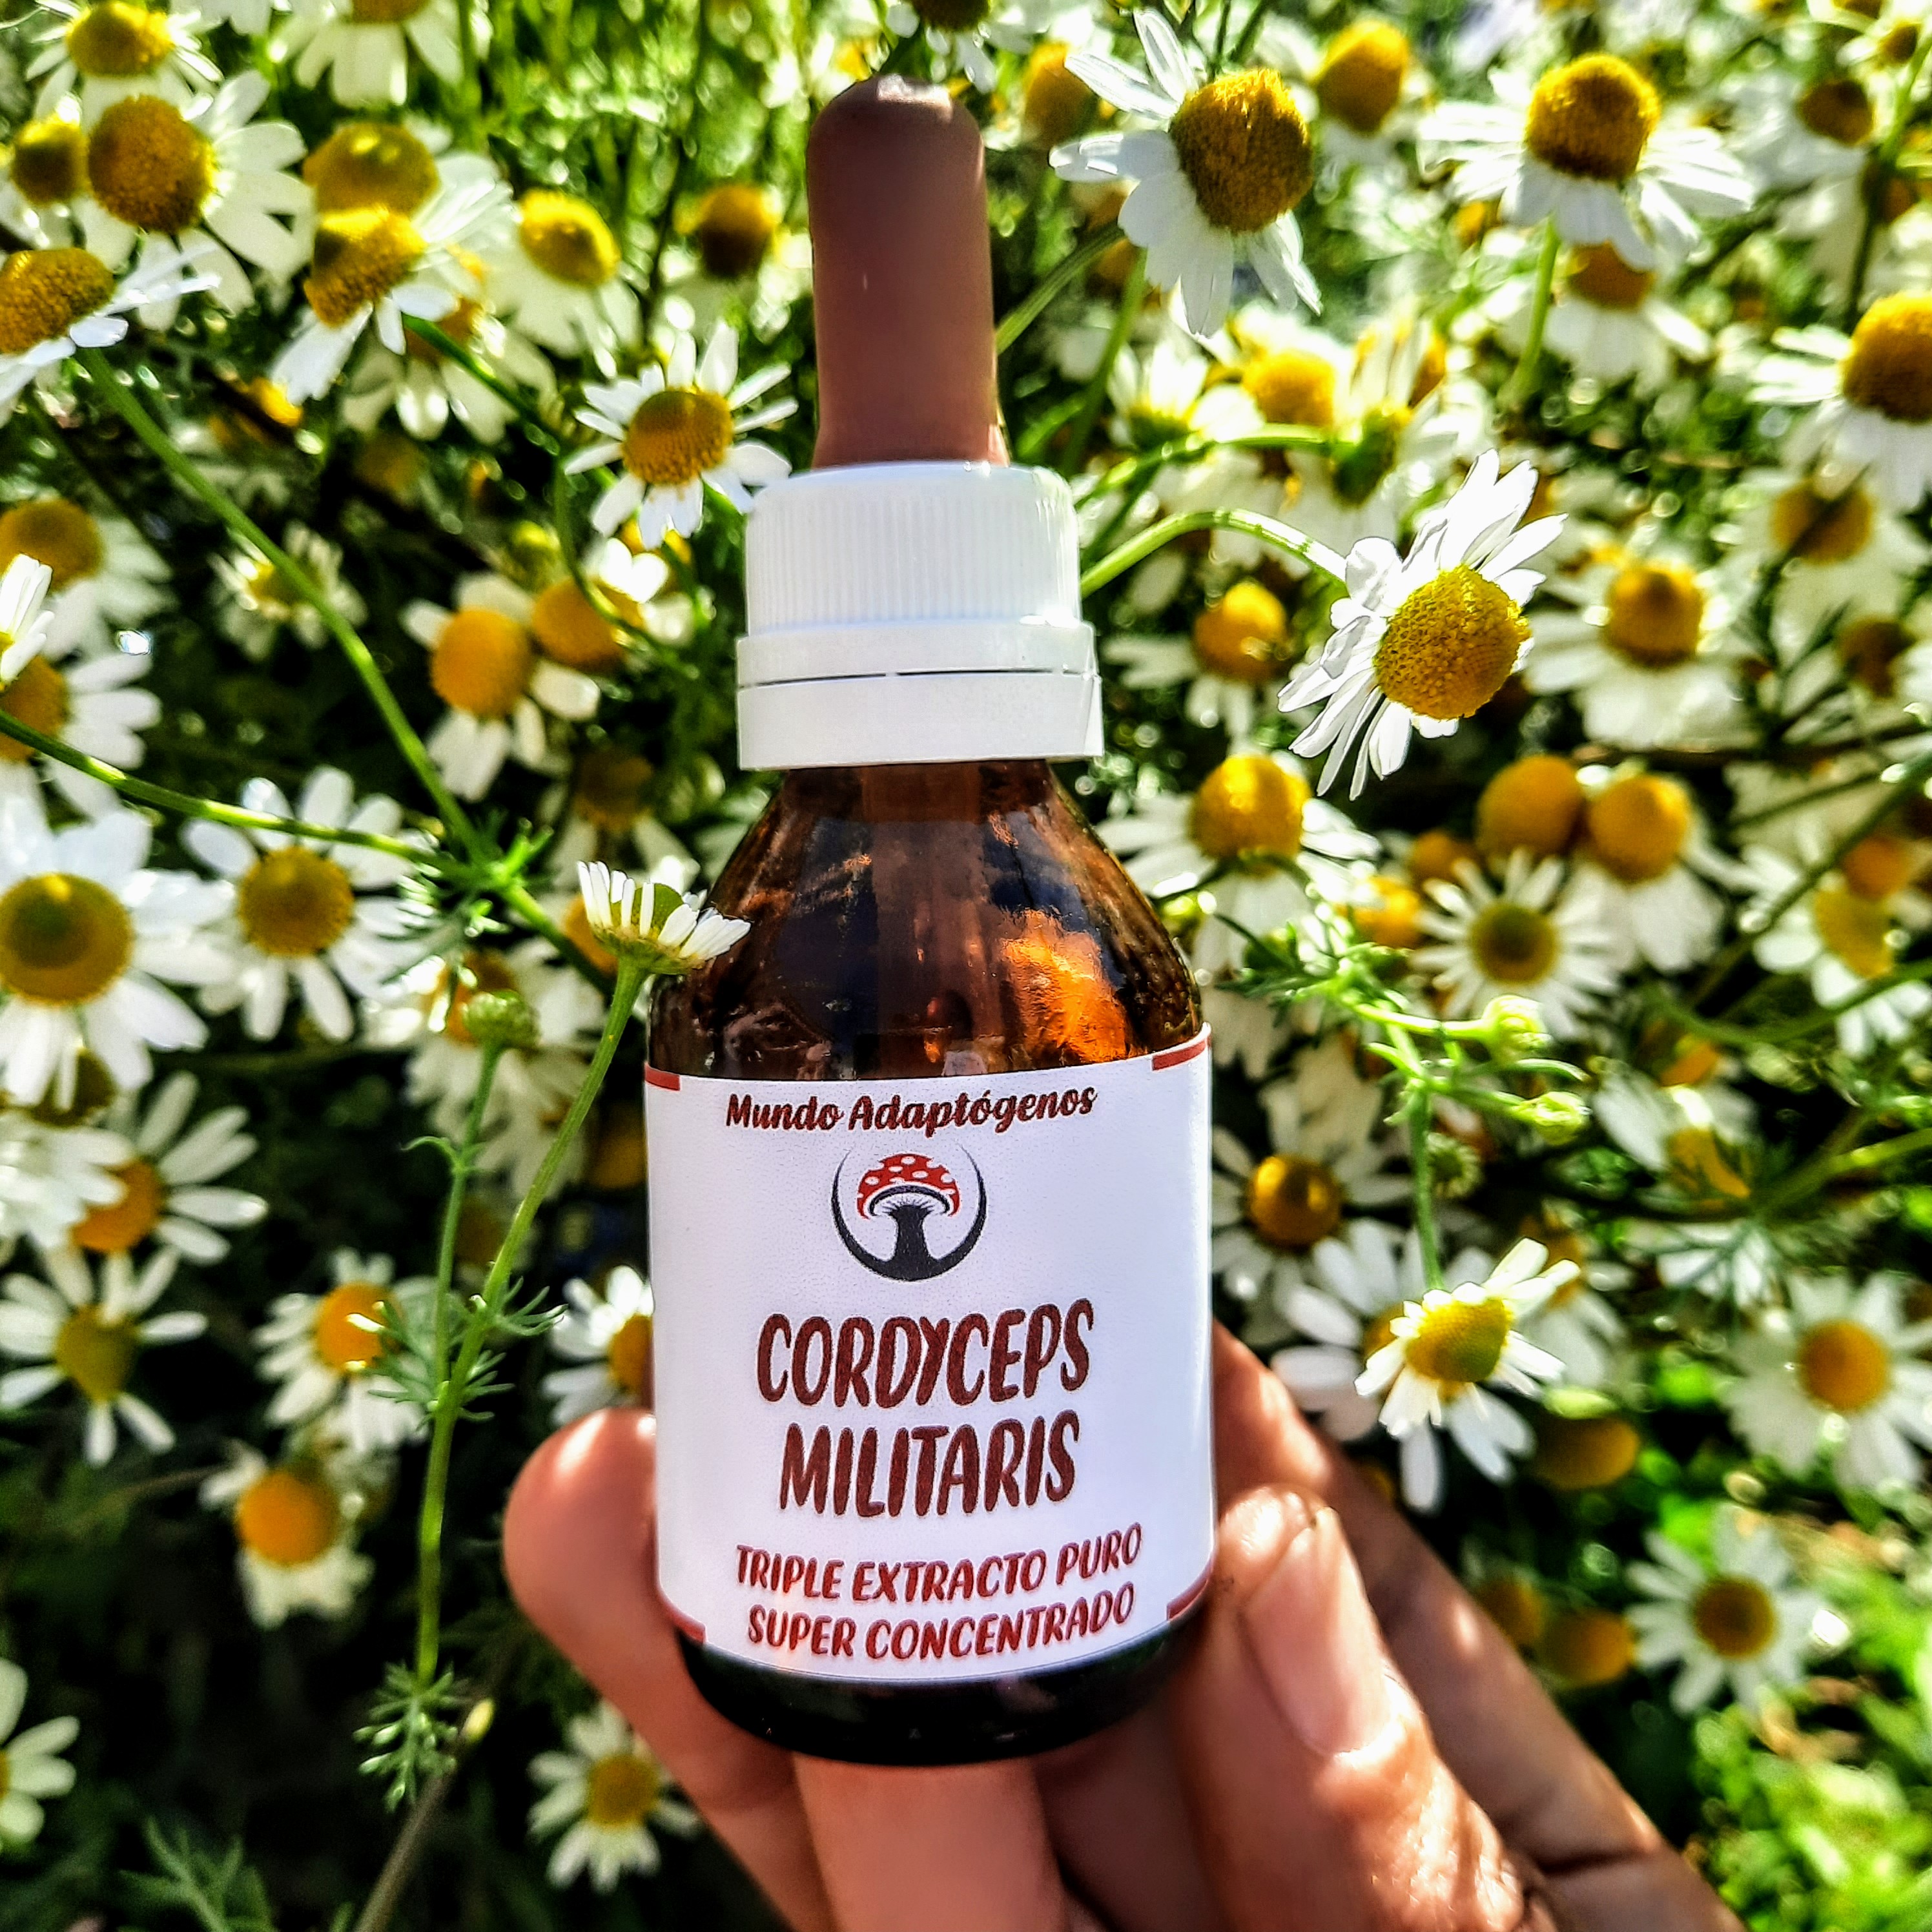 Mundo Adaptógenos
CORDYCEPS
MILITARIS
TRIPLE EXTRACTO PURO
SUPER CONCENTRADO